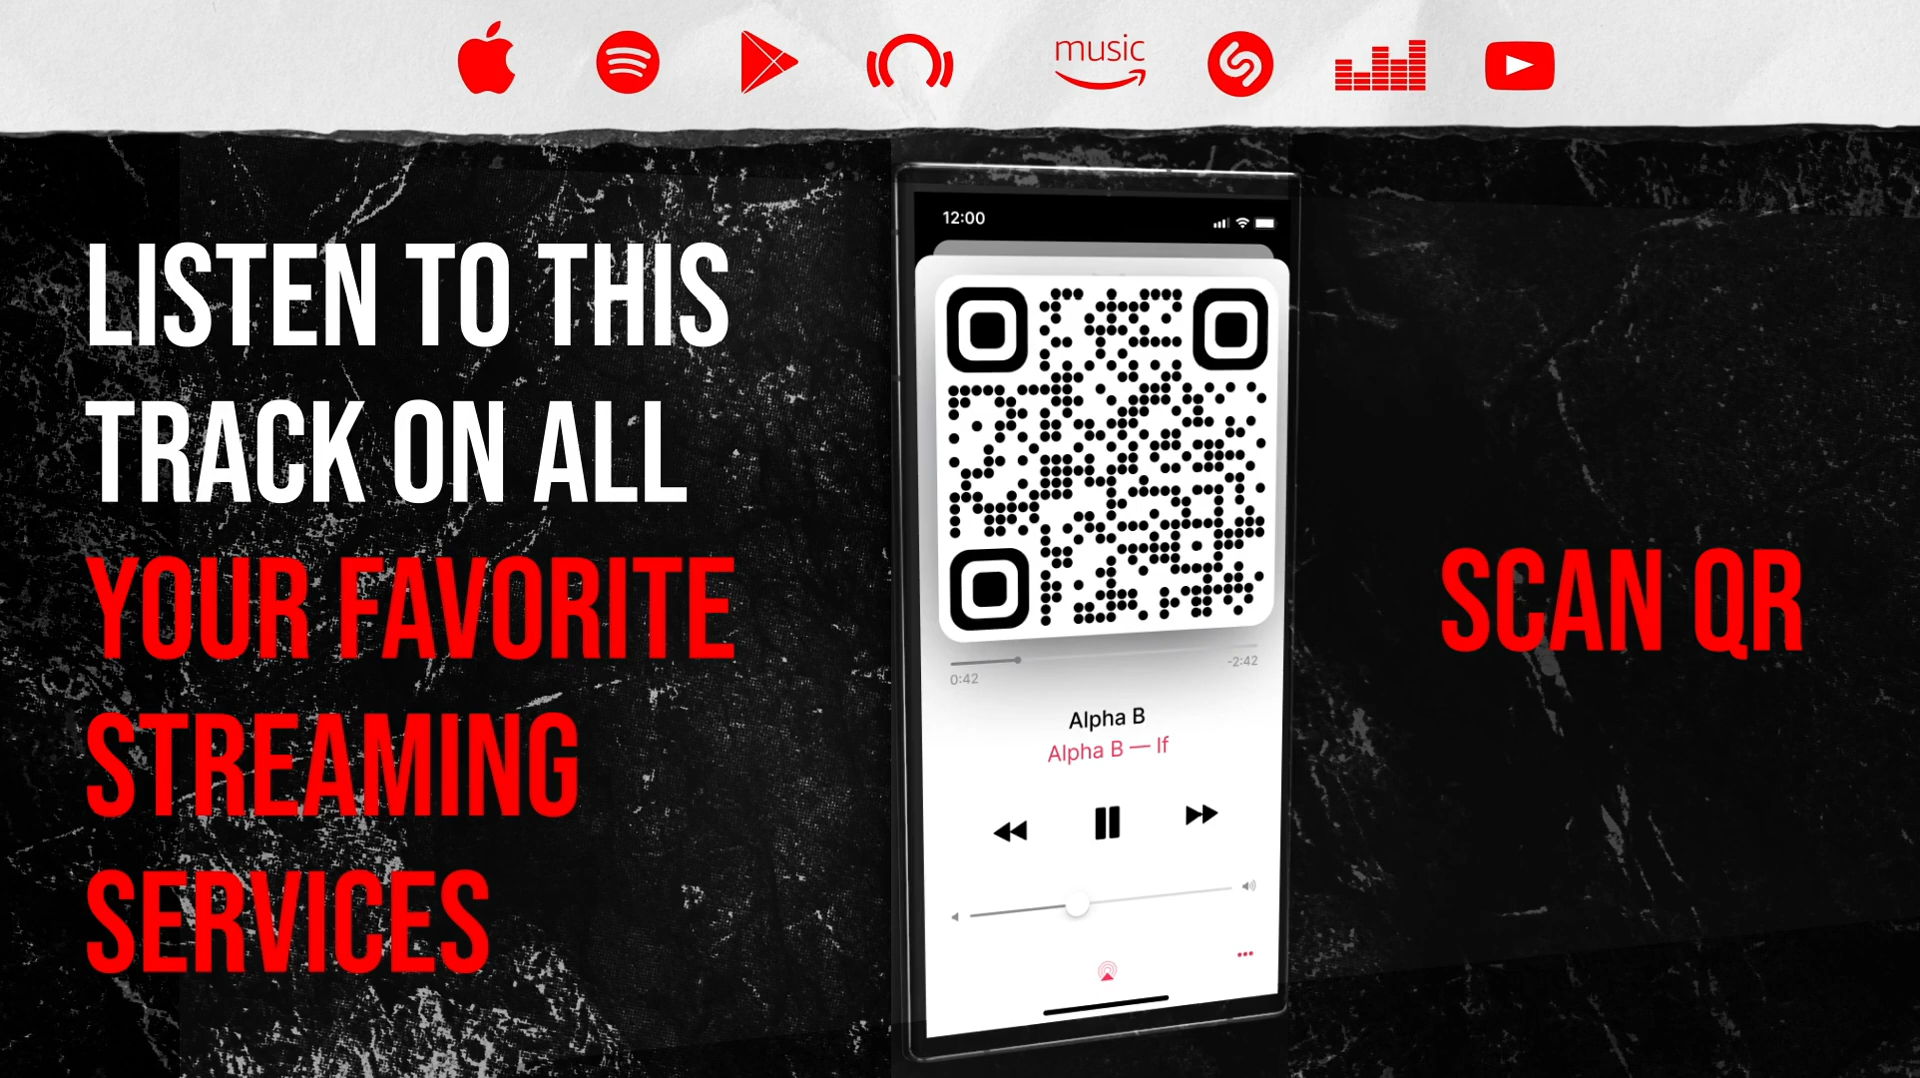 music
LISTEN TO THIS
TRACK ON ALL
YOUR FAVORITE
STREAMING
SERVICES
12:00
0:42
-2:42
Alpha B
Alpha B — If
SCAN QR